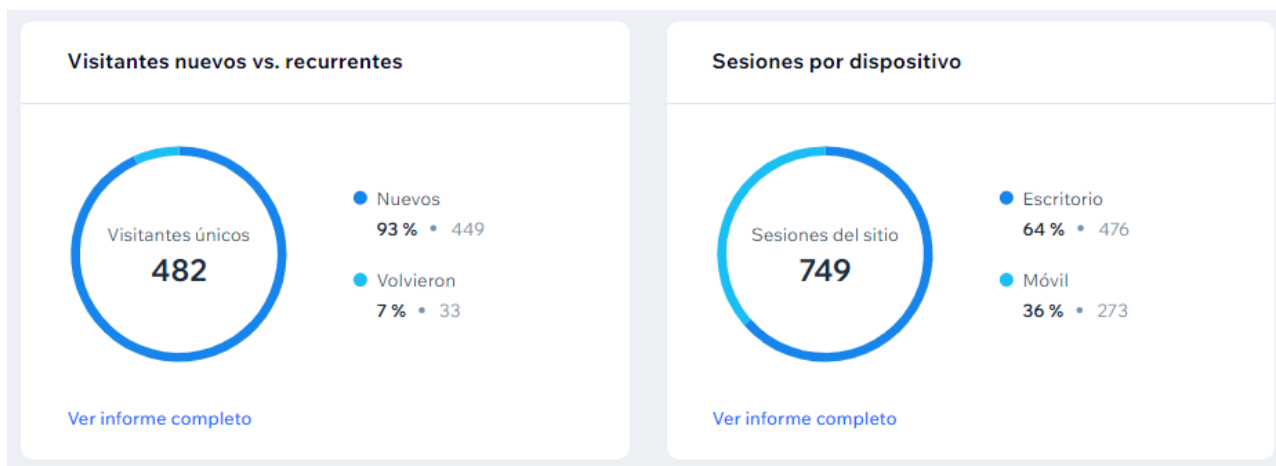 Visitantes nuevos vs. recurrentes
Visitantes únicos
482
Nuevos
93 % • 449
Volvieron
7 % • 33
Ver informe completo
Sesiones por dispositivo
Sesiones del sitio
749
Escritorio
64 % • 476
Móvil
36 % • 273
Ver informe completo